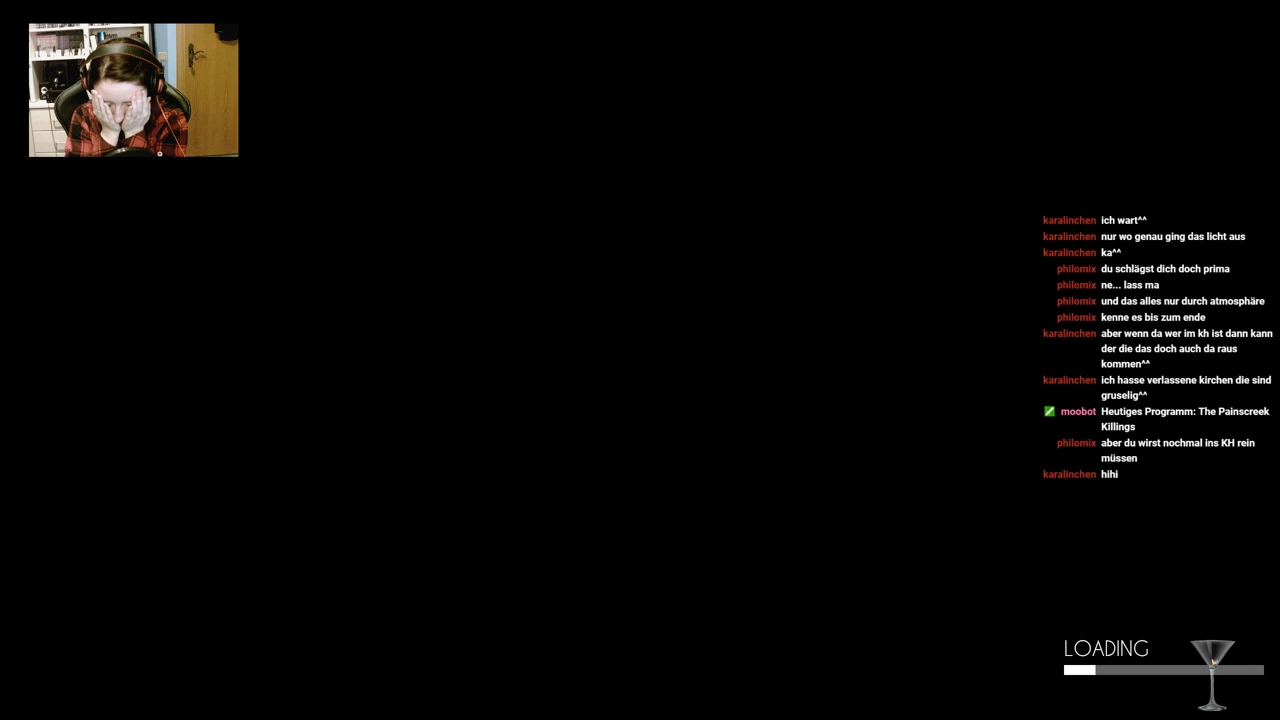 karalinchen ich wart^^
karalinchen nur wo genau ging das licht aus
karalinchen ka^^
philomix du schlägst dich doch prima
philomix ne... lass ma
philomix und das alles nur durch atmosphäre
philomix kenne es bis zum ende
karalinchen aber wenn da wer im kh ist dann kann
der die das doch auch da raus
kommen^^
karalinchen ich hasse verlassene kirchen die sind
gruselig^^
moobot Heutiges Programm: The Painscreek
Killings
philomix aber du wirst nochmal ins KH rein
müssen
karalinchen hihi
LOADING